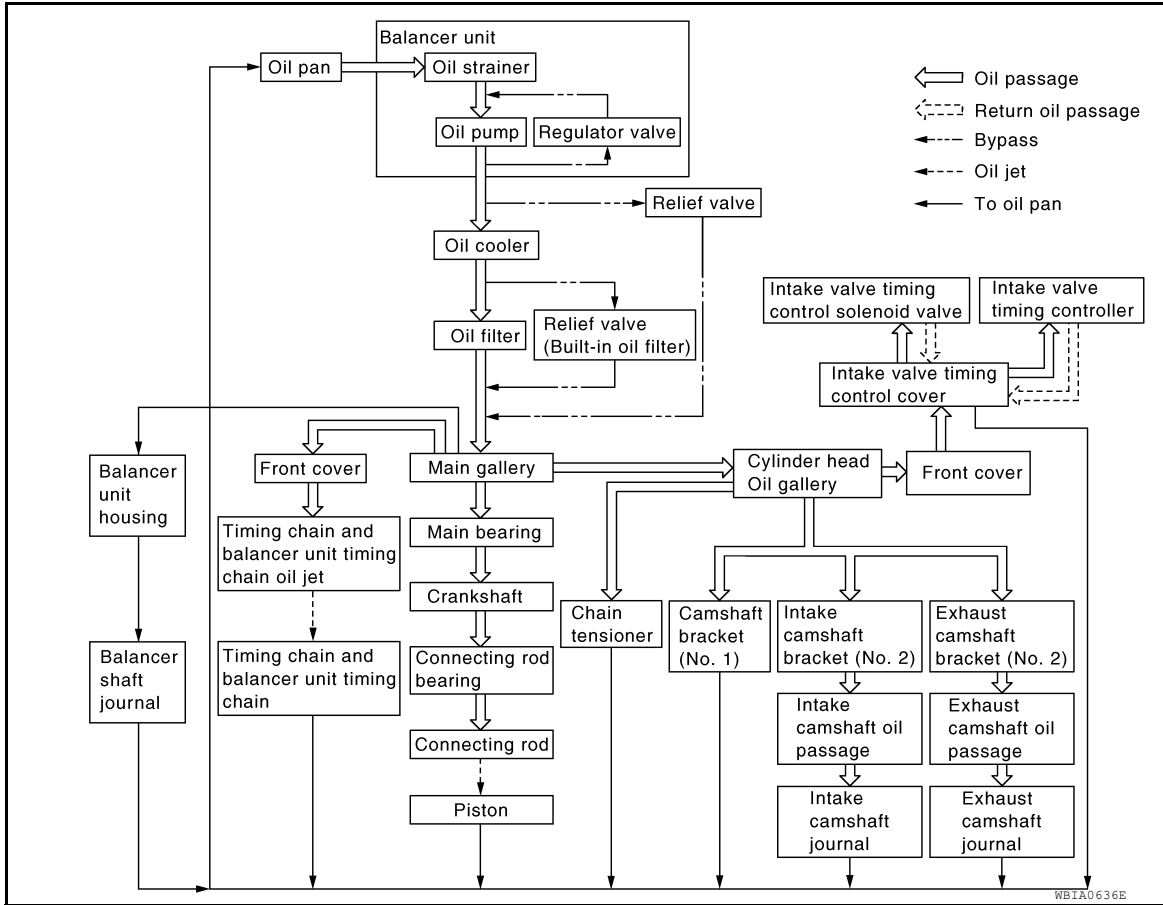 Balancer unit
Oil pan
Oil strainer
Oil passage
Return oil passage
Bypass
Oil jet
To oil pan
Oil pump
Regulator valve
Relief valve
Oil cooler
Oil filter
Relief valve
(Built-in oil filter)
Intake valve timing
control solenoid valve
Intake valve
timing controller
Intake valve timing
control cover
Balancer
unit
housing
Front cover
Main gallery
Cylinder head
Oil gallery
Front cover
Timing chain and
balancer unit timing
chain oil jet
Main bearing
Crankshaft
Chain
tensioner
Camshaft
bracket
(No. 1)
Intake
camshaft
bracket (No. 2)
Exhaust
camshaft
bracket (No. 2)
Balancer
shaft
journal
Timing chain and
balancer unit timing
chain
Connecting rod
bearing
Intake
camshaft oil
passage
Exhaust
camshaft oil
passage
Connecting rod
Piston
Intake
camshaft
journal
Exhaust
camshaft
journal
WBIA0636E